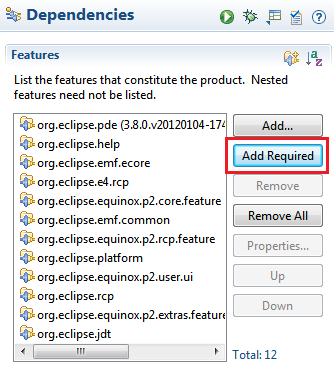 Dependencies
Features
List the features that constitute the product. Nested
features need not be listed.
org.eclipse.pde (3.8.0.v20120104-174
org.eclipse.help
org.eclipse.emf.ecore
org.eclipse.e4.rcp
org.eclipse.equinox.p2.core.feature
org.eclipse.emf.common
org.eclipse.equinox.p2.rcp.feature
org.eclipse.platform
org.eclipse.equinox.p2.user.ui
org.eclipse.rcp
org.eclipse.equinox.p2.extras.feature
org.eclipse.jdt
Add...
Add Required
Remove
Remove All
Properties...
Up
Down
Total: 12